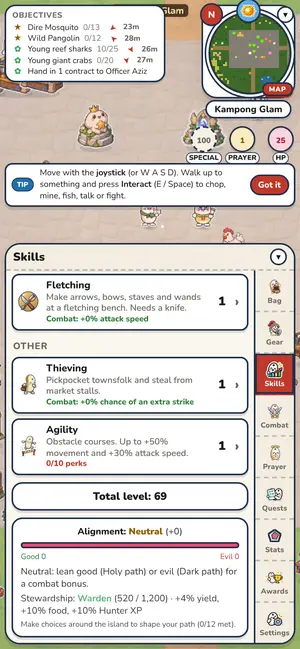 OBJECTIVES
Dire Mosquito 0/13 23m
Wild Pangolin 0/12 28m
Young reef sharks 10/25 26m
Young giant crabs 0/20 27m
Hand in 1 contract to Officer Aziz
Glam
N
MAP
Kampong Glam
100
1
25
SPECIAL
PRAYER
HP
TIP
Move with the joystick (or W A S D). Walk up to
something and press Interact (E / Space) to chop,
mine, fish, talk or fight.
Got it
Skills
Fletching
Make arrows, bows, staves and wands
at a fletching bench. Needs a knife.
Combat: +0% attack speed
1
OTHER
Thieving
Pickpocket townsfolk and steal from
market stalls.
Combat: +0% chance of an extra strike
1
Agility
Obstacle courses. Up to +50%
movement and +30% attack speed.
0/10 perks
1
Total level: 69
Alignment: Neutral (+0)
Good 0
Evil 0
Neutral: lean good (Holy path) or evil (Dark path) for
a combat bonus.
Stewardship: Warden (520 / 1,200) · +4% yield,
+10% food, +10% Hunter XP
Make choices around the island to shape your path (0/12 met).
Bag
Gear
Skills
Combat
Prayer
Quests
Stats
Awards
Settings